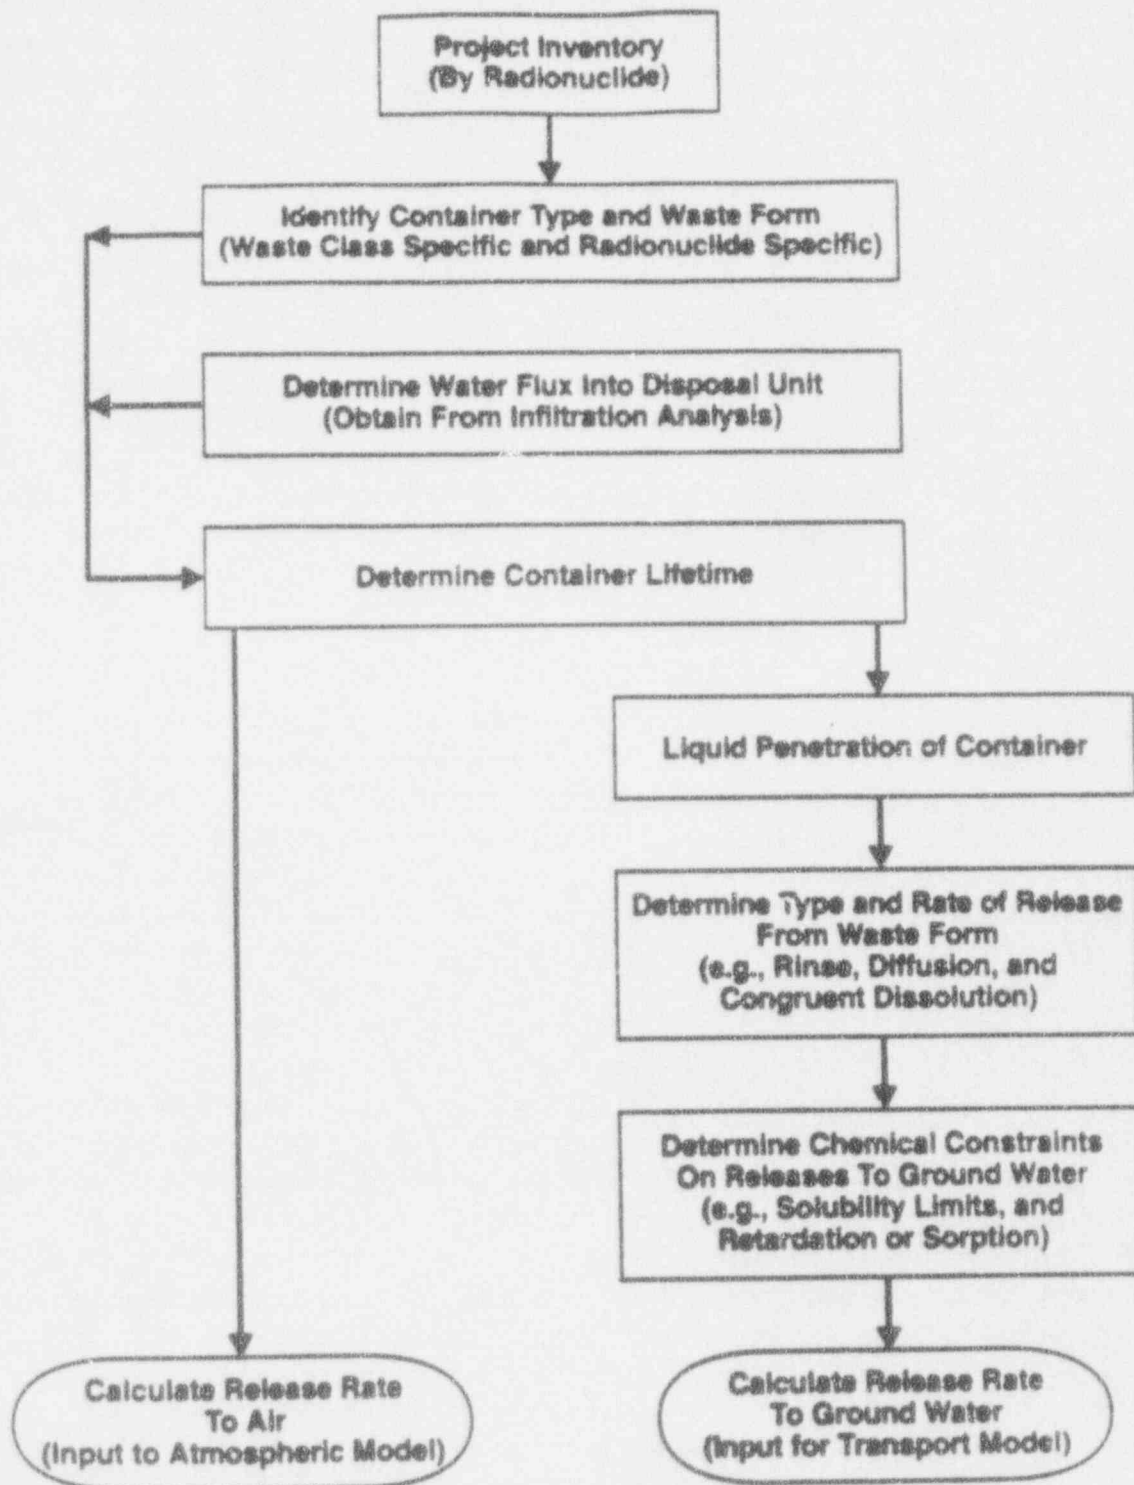 Project Inventory
(By Radionuclide)
Identify Container Type and Waste Form
(Waste Class Specific and Radionuclide Specific)
Determine Water Flux Into Disposal Unit
(Obtain From Infiltration Analysis)
Determine Container Lifetime
Liquid Penetration of Container
Determine Type and Rate of Release
From Waste Form
(e.g., Rinse, Diffusion, and
Congruent Dissolution)
Determine Chemical Constraints
On Releases To Ground Water
(e.g., Solubility Limits, and
Retardation or Sorption)
Calculate Release Rate
To Air
(Input to Atmospheric Model)
Calculate Release Rate
To Ground Water
(Input for Transport Model)